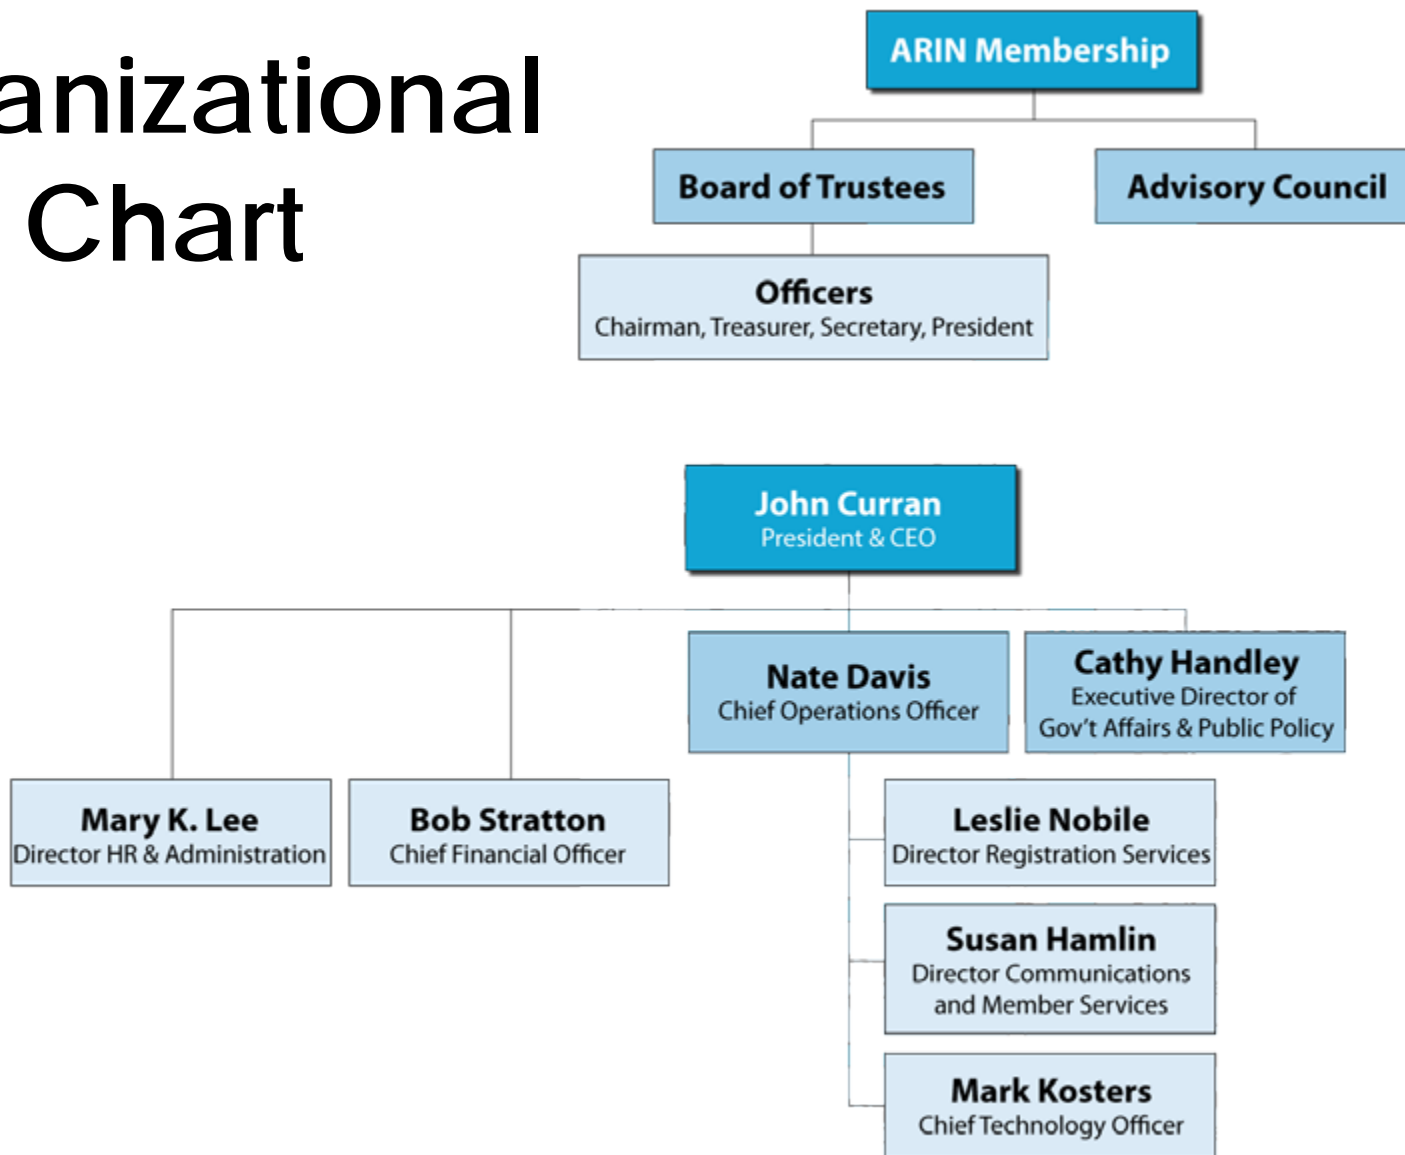 anizational
Chart
ARIN Membership
Board of Trustees
Advisory Council
Officers
Chairman, Treasurer, Secretary, President
John Curran
President & CEO
Nate Davis
Chief Operations Officer
Cathy Handley
Executive Director of
Gov't Affairs & Public Policy
Mary K. Lee
Director HR & Administration
Bob Stratton
Chief Financial Officer
Leslie Nobile
Director Registration Services
Susan Hamlin
Director Communications
and Member Services
Mark Kosters
Chief Technology Officer